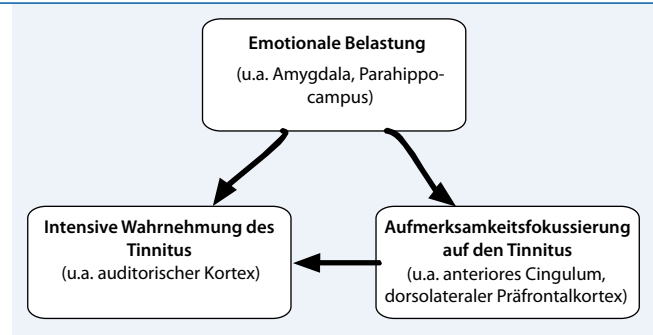 Emotionale Belastung
(u.a. Amygdala, Parahippo-
campus)
Intensive Wahrnehmung des
Tinnitus
(u.a. auditorischer Kortex)
Aufmerksamkeitsfokussierung
auf den Tinnitus
(u.a. anteriores Cingulum,
dorsolateraler Präfrontalkortex)